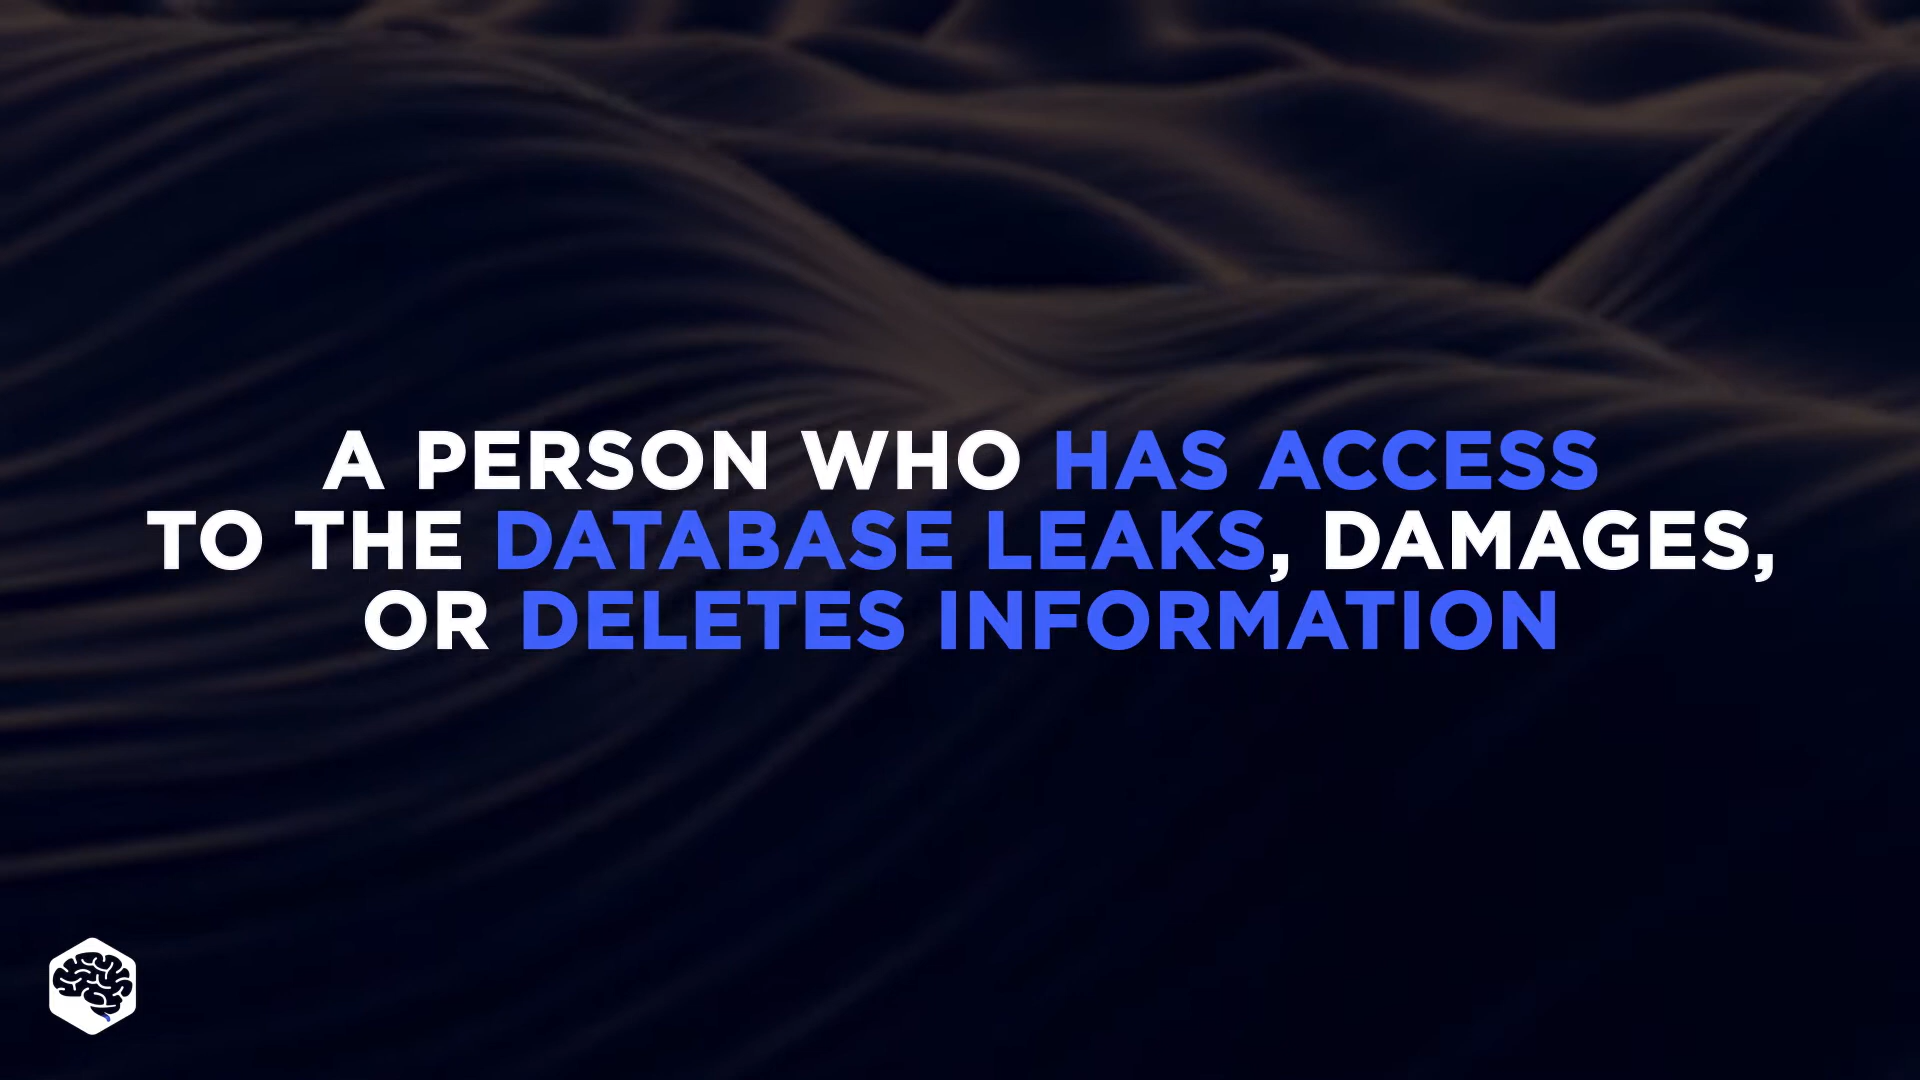 A PERSON WHO HAS ACCESS
TO THE DATABASE LEAKS, DAMAGES,
OR DELETES INFORMATION